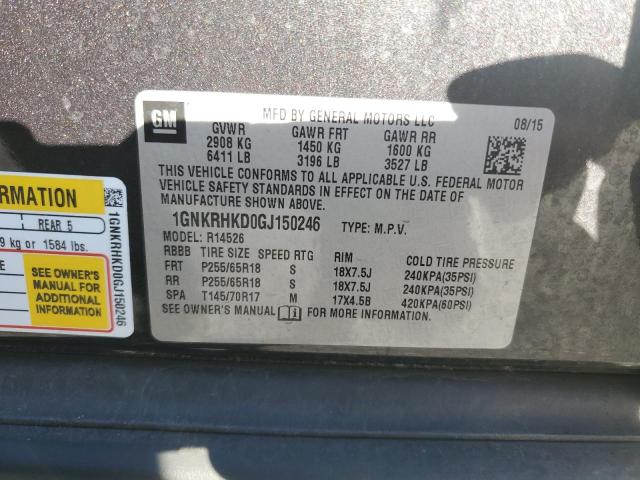 GM
MFD BY GENERAL MOTORS LLC
08/15
GVWR GAWR FRT GAWR RR
2908 KG 1450 KG 1600 KG
6411 LB 3196 LB 3527 LB
THIS VEHICLE CONFORMS TO ALL APPLICABLE U.S. FEDERAL MOTOR
VEHICLE SAFETY STANDARDS IN EFFECT ON THE DATE OF
MANUFACTURE SHOWN ABOVE.
1GNKRHKD0GJ150246 TYPE: M.P.V.
MODEL: R14526
RBBB TIRE SIZE SPEED RTG RIM COLD TIRE PRESSURE
FRT P255/65R18 S 18X7.5J 240KPA(35PSI)
RR P255/65R18 S 18X7.5J 240KPA(35PSI)
SPA T145/70R17 M 17X4.5B 420KPA(60PSI)
SEE OWNER'S MANUAL FOR MORE INFORMATION.
ORMATION
REAR 5
9 kg or 1584 lbs.
SEE OWNER'S
MANUAL FOR
ADDITIONAL
INFORMATION
1GNKRHKD0GJ150246